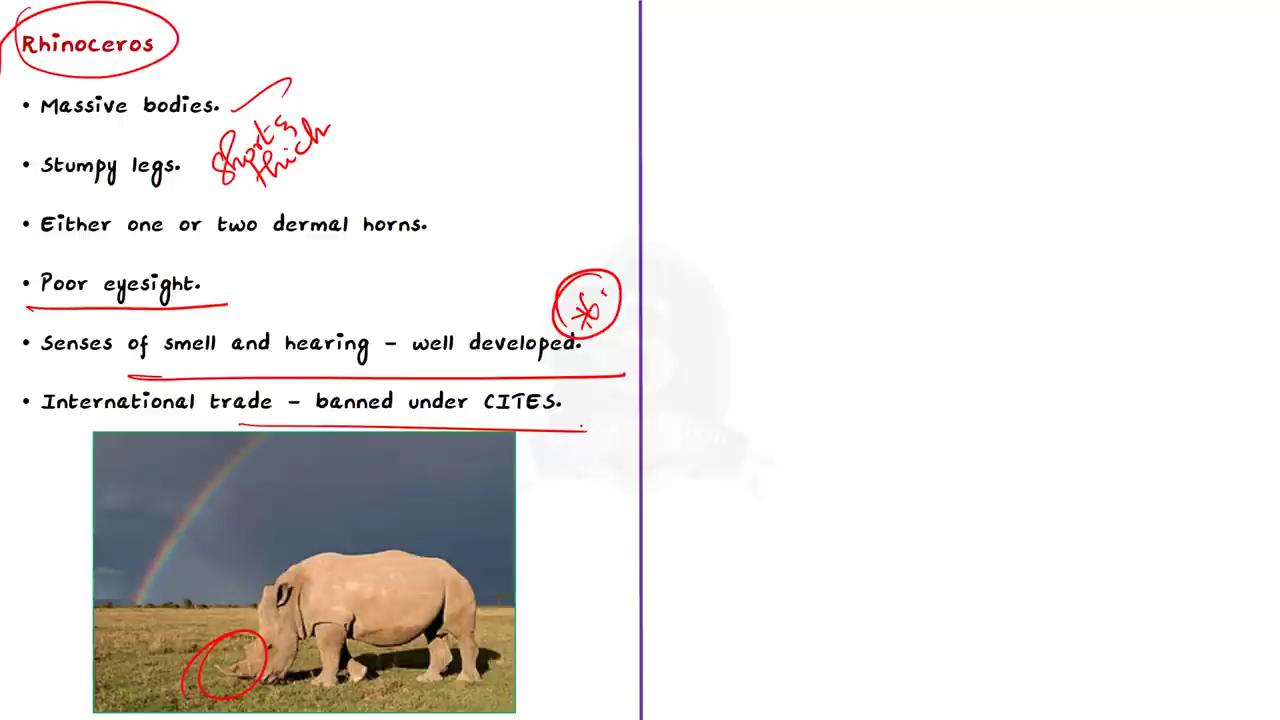 Rhinoceros
• Massive bodies.
short &
thick
• Stumpy legs.
• Either one or two dermal horns.
• Poor eyesight.
• Senses of smell and hearing – well developed.
• International trade – banned under CITES.